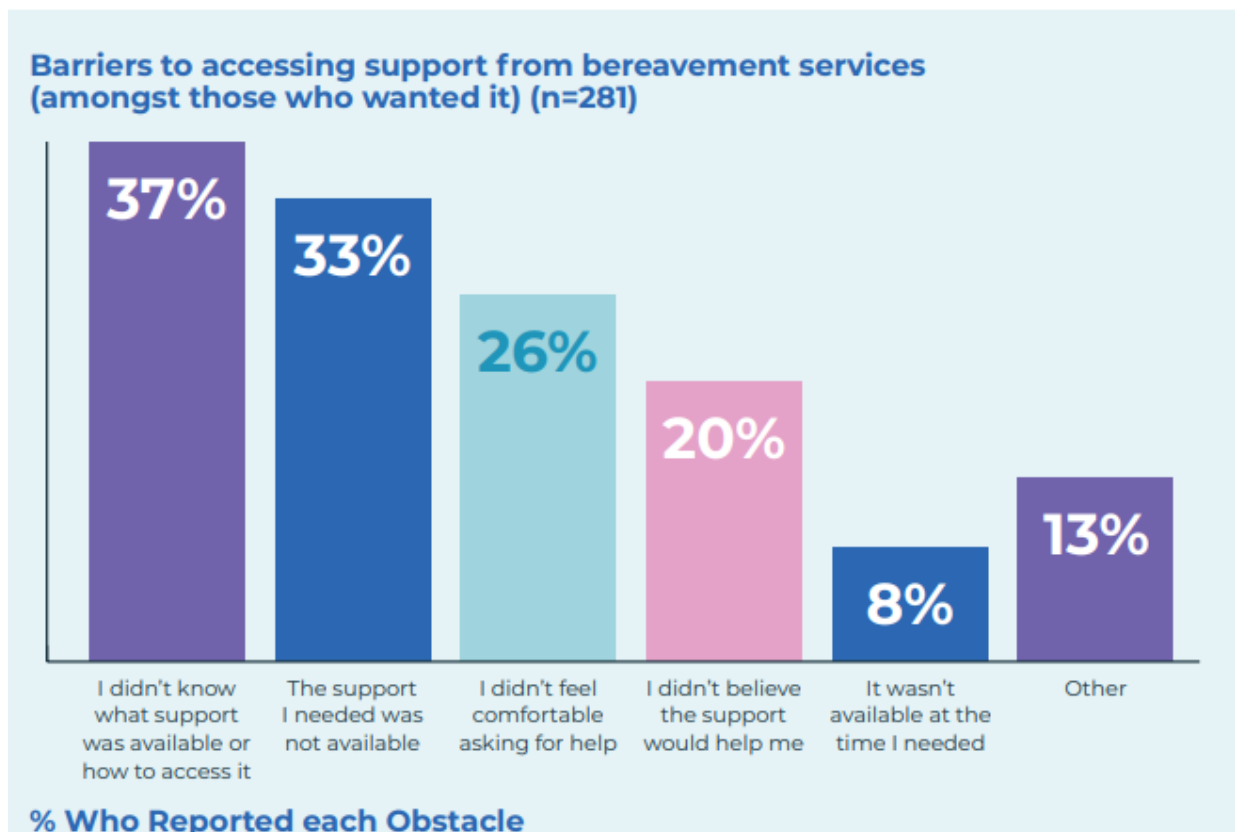 Barriers to accessing support from bereavement services
(amongst those who wanted it) (n=281)
37%
33%
26%
20%
8%
13%
I didn't know
what support
was available or
how to access it
The support
I needed was
not available
I didn't feel
comfortable
asking for help
I didn't believe
the support
would help me
It wasn't
available at the
time I needed
Other
% Who Reported each Obstacle